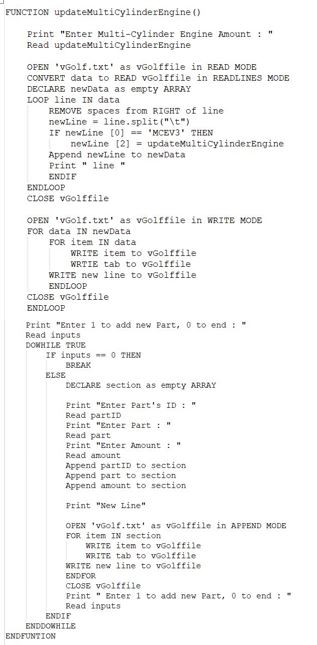 FUNCTION updateMultiCylinderEngine()
Print "Enter Multi-Cylinder Engine Amount : "
Read updateMultiCylinderEngine
OPEN 'vGolf.txt' as vGolffile in READ MODE
CONVERT data to READ vGolffile in READLINES MODE
DECLARE newData as empty ARRAY
LOOP line IN data
REMOVE spaces from RIGHT of line
newLine = line.split("\t")
IF newLine [0] == 'MCEV3' THEN
newLine [2] = updateMultiCylinderEngine
Append newLine to newData
Print " line "
ENDIF
ENDLOOP
CLOSE vGolffile
OPEN 'vGolf.txt' as vGolffile in WRITE MODE
FOR data IN newData
FOR item IN data
WRITE item to vGolffile
WRTIE tab to vGolffile
WRITE new line to vGolffile
ENDLOOP
CLOSE vGolffile
ENDLOOP
Print "Enter 1 to add new Part, 0 to end : "
Read inputs
DOWHILE TRUE
IF inputs == 0 THEN
BREAK
ELSE
DECLARE section as empty ARRAY
Print "Enter Part's ID : "
Read partID
Print "Enter Part : "
Read part
Print "Enter Amount : "
Read amount
Append partID to section
Append part to section
Append amount to section
Print "New Line"
OPEN 'vGolf.txt' as vGolffile in APPEND MODE
FOR item IN section
WRITE item to vGolffile
WRITE tab to vGolffile
WRITE new line to vGolffile
ENDFOR
CLOSE vGolffile
Print " Enter 1 to add new Part, 0 to end : "
Read inputs
ENDIF
ENDDOWHILE
ENDFUNTION